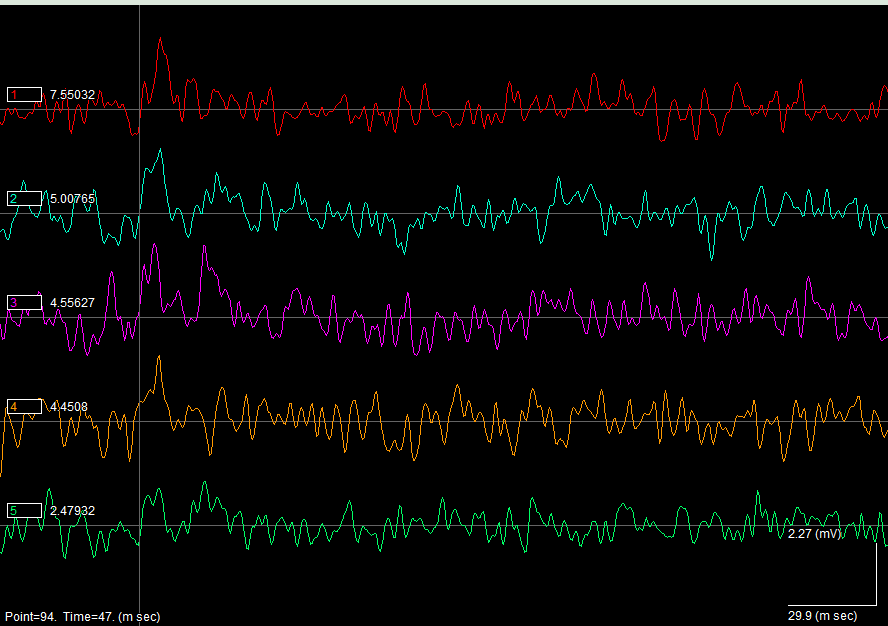 1 7.55032
2 5.00765
3 4.55627
4 4.4508
5 2.47932
2.27 (mV)
Point=94. Time=47. (m sec)
29.9 (m sec)